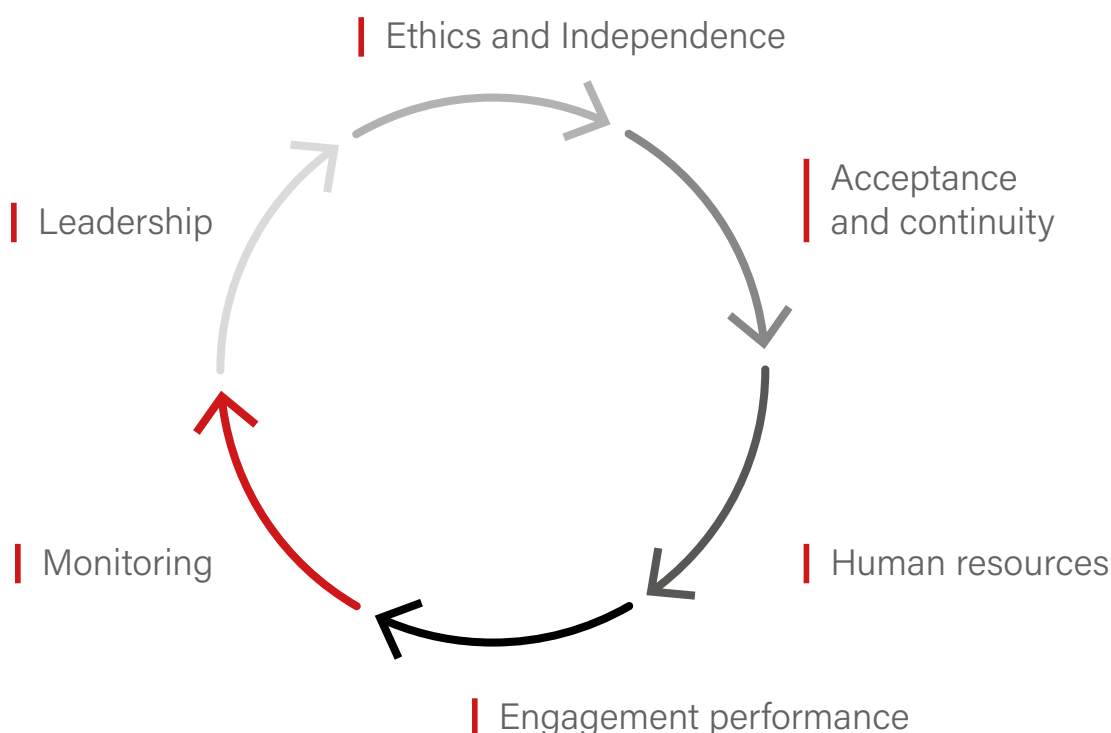 Ethics and Independence
Acceptance
and continuity
Leadership
Monitoring
Human resources
Engagement performance